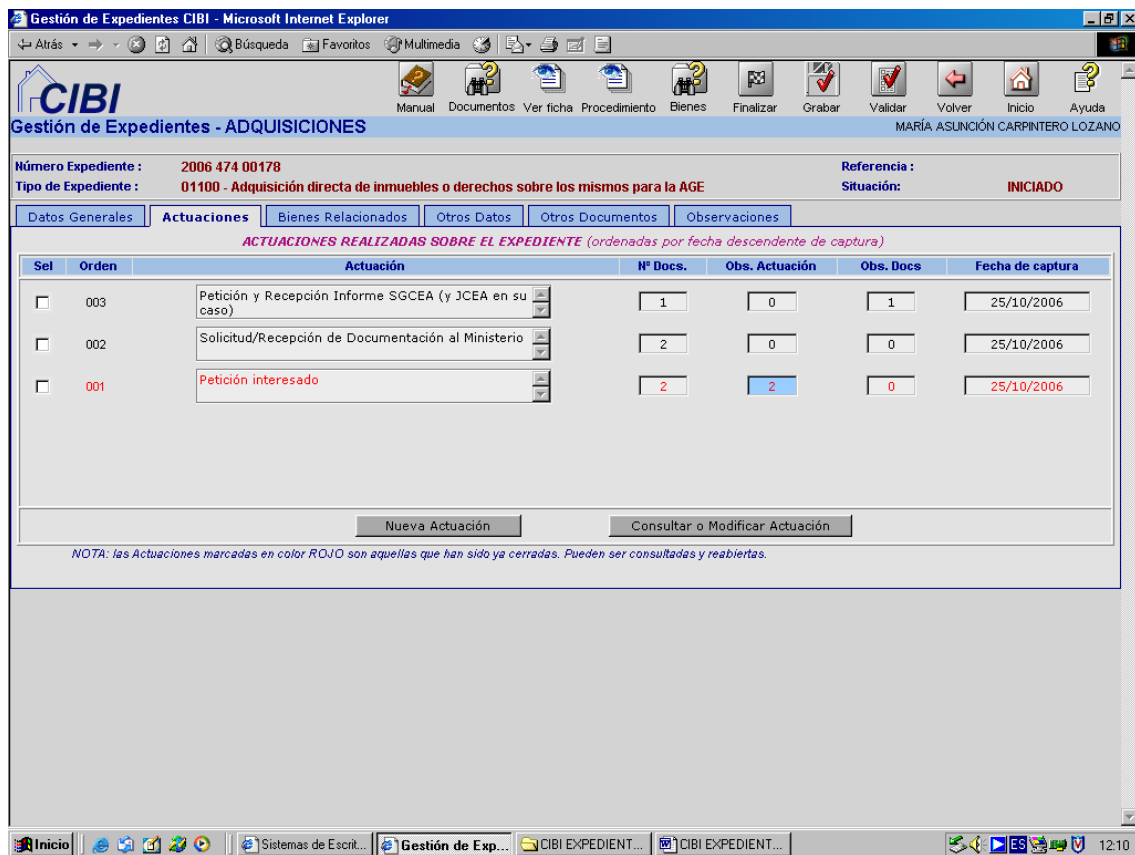 Gestión de Expedientes CIBI - Microsoft Internet Explorer
Atrás Búsqueda Favoritos Multimedia
CIBI
Manual Documentos Ver ficha Procedimiento Bienes Finalizar Grabar Validar Volver Inicio Ayuda
Gestión de Expedientes - ADQUISICIONES MARÍA ASUNCIÓN CARPINTERO LOZANO
Número Expediente : 2006 474 00178 Referencia :
Tipo de Expediente : 01100 - Adquisición directa de inmuebles o derechos sobre los mismos para la AGE Situación: INICIADO
Datos Generales Actuaciones Bienes Relacionados Otros Datos Otros Documentos Observaciones
ACTUACIONES REALIZADAS SOBRE EL EXPEDIENTE (ordenadas por fecha descendente de captura)
Sel Orden Actuación Nº Docs. Obs. Actuación Obs. Docs Fecha de captura
003 Petición y Recepción Informe SGCEA (y JCEA en su caso) 1 0 1 25/10/2006
002 Solicitud/Recepción de Documentación al Ministerio 2 0 0 25/10/2006
001 Petición interesado 2 2 0 25/10/2006
Nueva Actuación Consultar o Modificar Actuación
NOTA: las Actuaciones marcadas en color ROJO son aquellas que han sido ya cerradas. Pueden ser consultadas y reabiertas.
Inicio Sistemas de Escrit... Gestión de Exp... CIBI EXPEDIENT... CIBI EXPEDIENT... ES 12:10